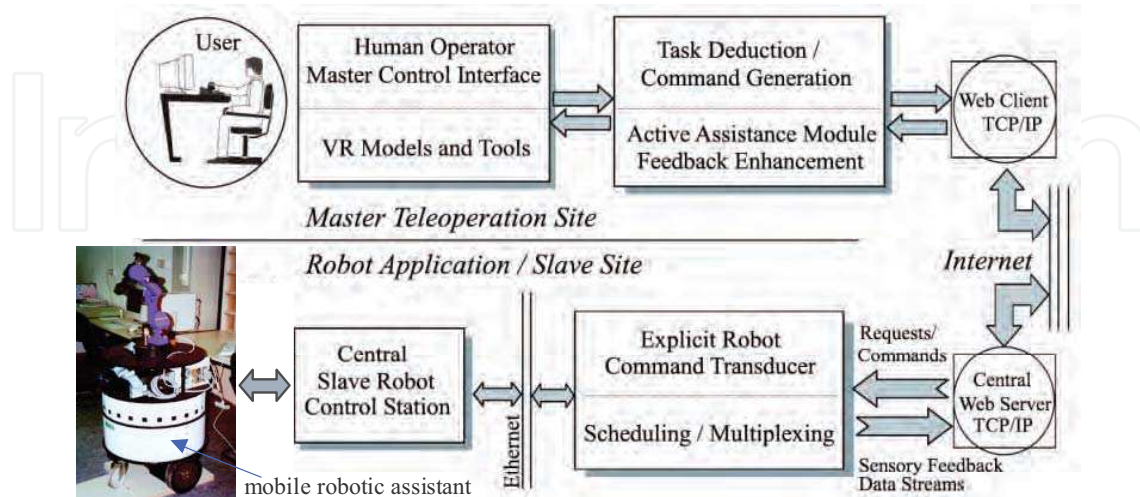 User
Human Operator
Master Control Interface
VR Models and Tools
Task Deduction /
Command Generation
Active Assistance Module
Feedback Enhancement
Web Client
TCP/IP
Master Teleoperation Site
Robot Application / Slave Site
Internet
Central
Slave Robot
Control Station
Ethernet
Explicit Robot
Command Transducer
Scheduling / Multiplexing
Requests/
Commands
Central
Web Server
TCP/IP
Sensory Feedback
Data Streams
mobile robotic assistant